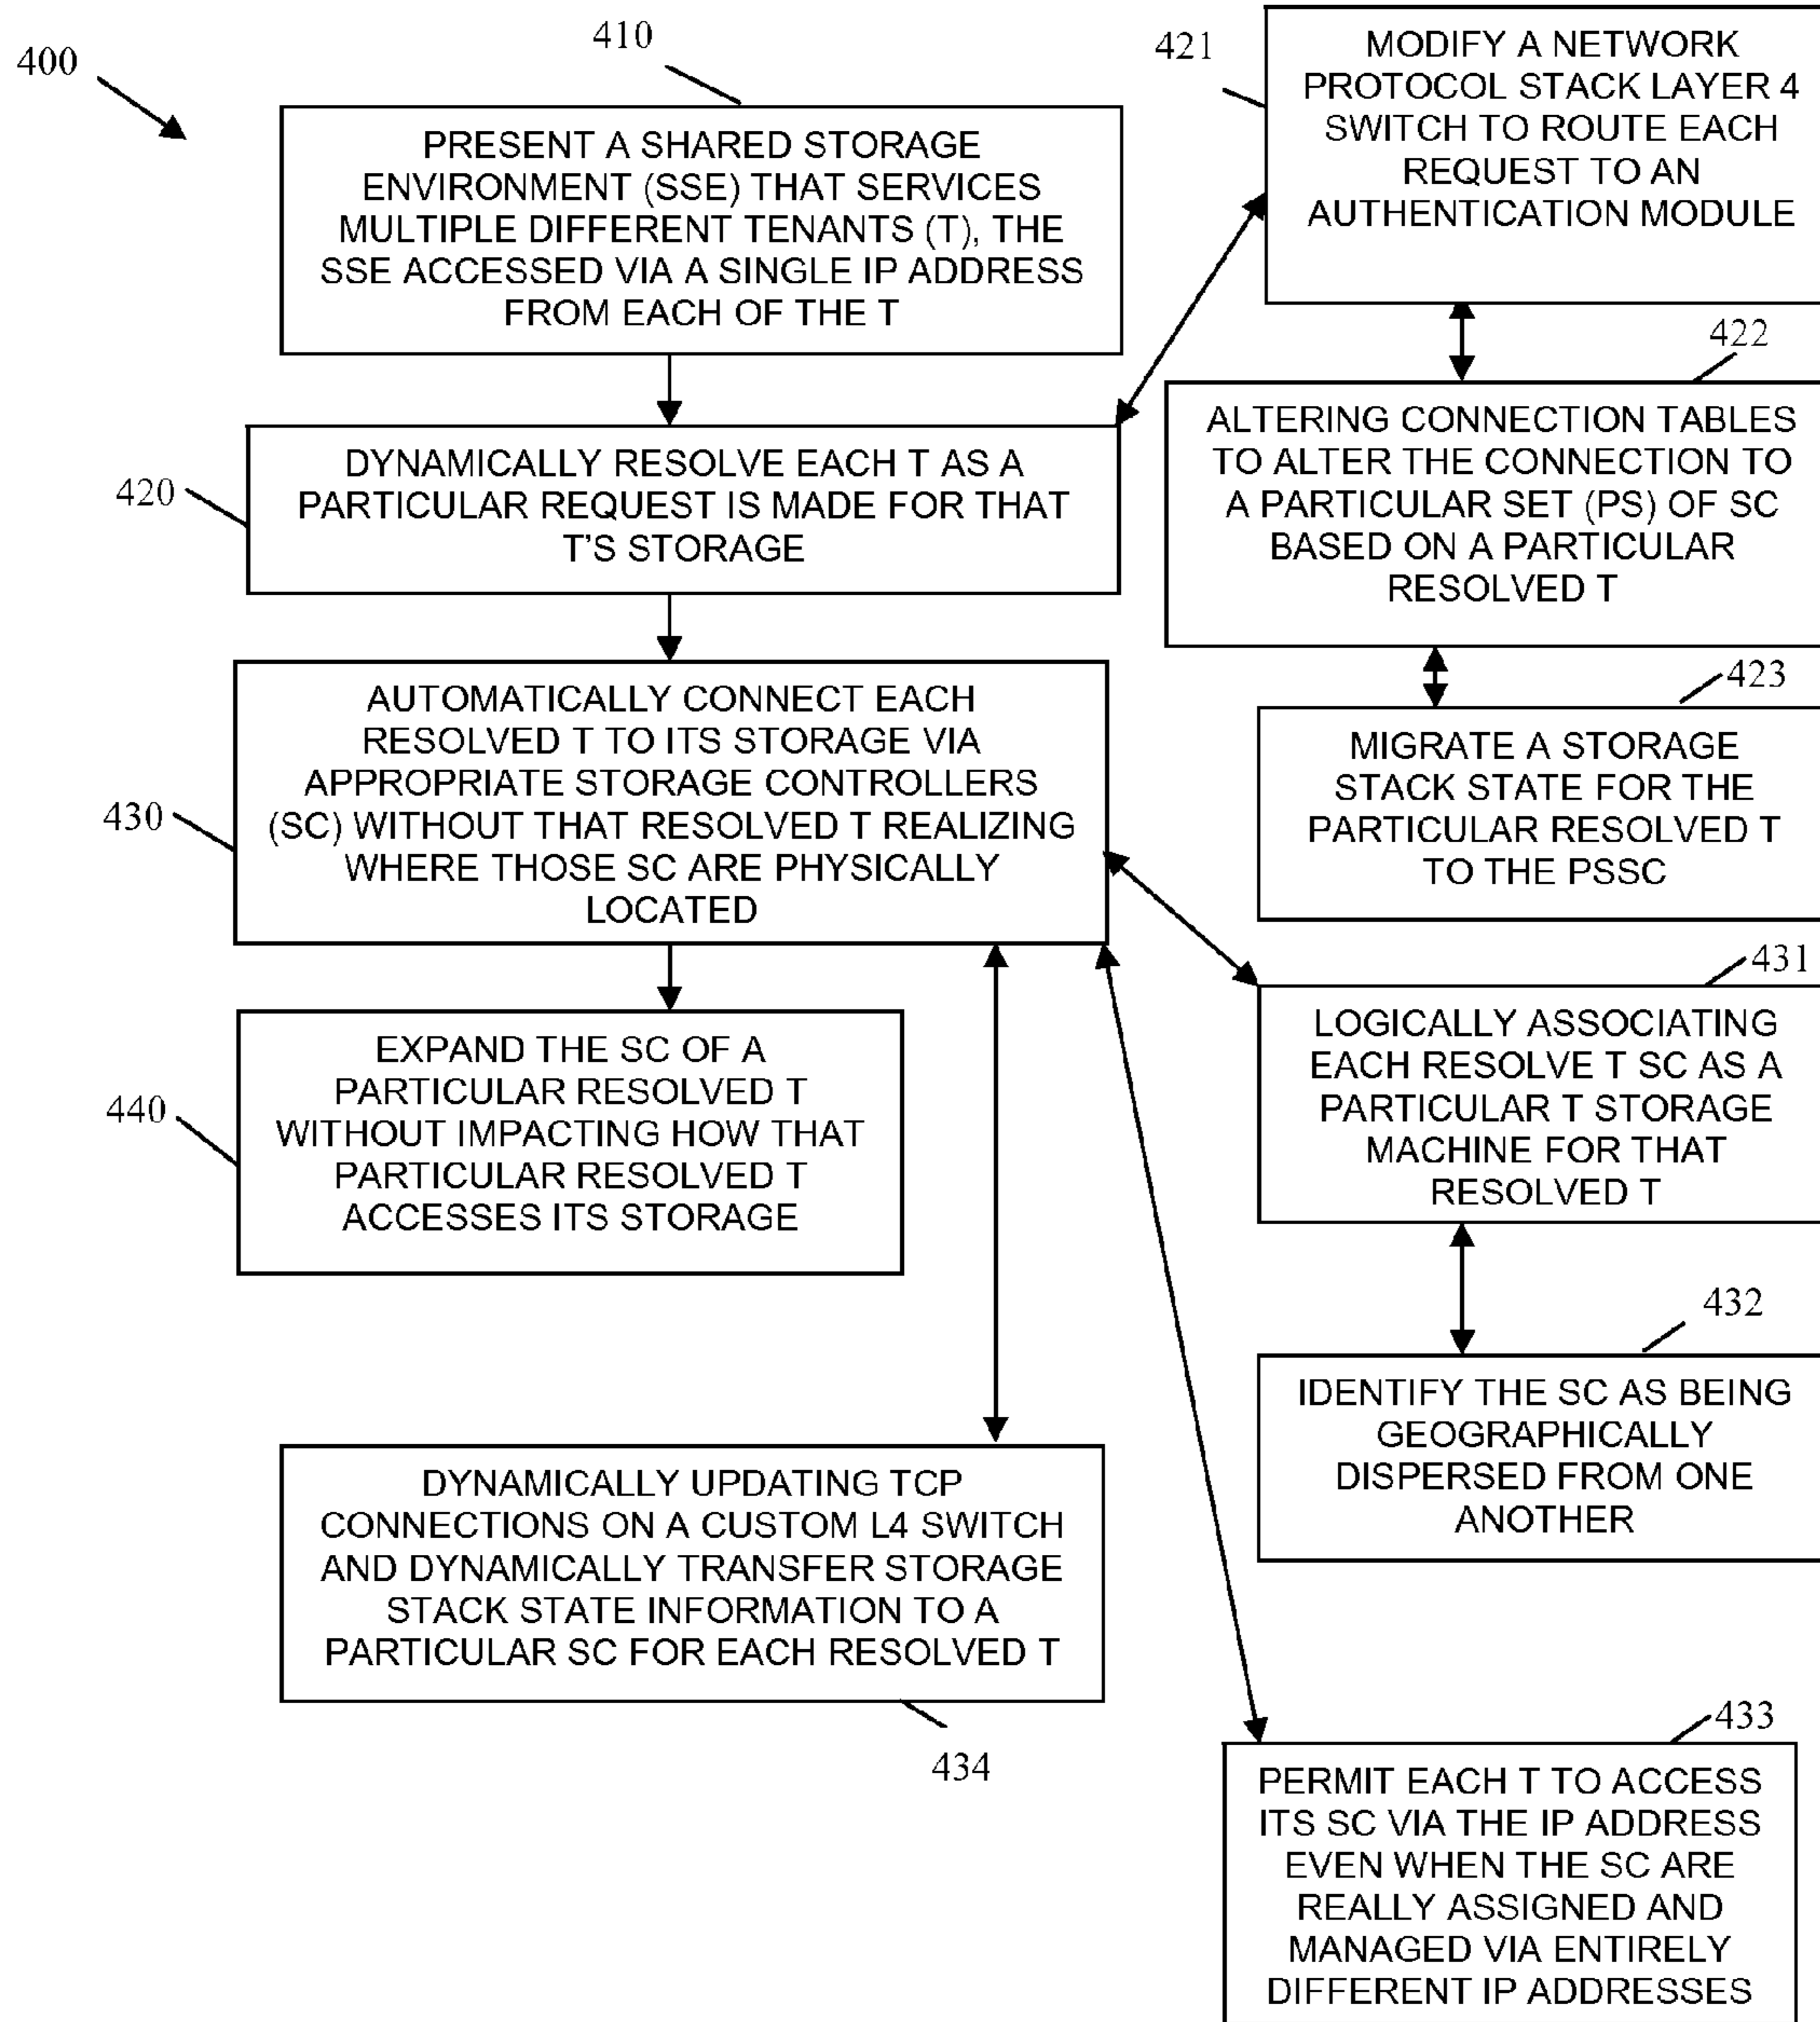 400
410
PRESENT A SHARED STORAGE
ENVIRONMENT (SSE) THAT SERVICES
MULTIPLE DIFFERENT TENANTS (T), THE
SSE ACCESSED VIA A SINGLE IP ADDRESS
FROM EACH OF THE T
420
DYNAMICALLY RESOLVE EACH T AS A
PARTICULAR REQUEST IS MADE FOR THAT
T'S STORAGE
430
AUTOMATICALLY CONNECT EACH
RESOLVED T TO ITS STORAGE VIA
APPROPRIATE STORAGE CONTROLLERS
(SC) WITHOUT THAT RESOLVED T REALIZING
WHERE THOSE SC ARE PHYSICALLY
LOCATED
440
EXPAND THE SC OF A
PARTICULAR RESOLVED T
WITHOUT IMPACTING HOW THAT
PARTICULAR RESOLVED T
ACCESSES ITS STORAGE
DYNAMICALLY UPDATING TCP
CONNECTIONS ON A CUSTOM L4 SWITCH
AND DYNAMICALLY TRANSFER STORAGE
STACK STATE INFORMATION TO A
PARTICULAR SC FOR EACH RESOLVED T
434
421
MODIFY A NETWORK
PROTOCOL STACK LAYER 4
SWITCH TO ROUTE EACH
REQUEST TO AN
AUTHENTICATION MODULE
422
ALTERING CONNECTION TABLES
TO ALTER THE CONNECTION TO
A PARTICULAR SET (PS) OF SC
BASED ON A PARTICULAR
RESOLVED T
423
MIGRATE A STORAGE
STACK STATE FOR THE
PARTICULAR RESOLVED T
TO THE PSSC
431
LOGICALLY ASSOCIATING
EACH RESOLVE T SC AS A
PARTICULAR T STORAGE
MACHINE FOR THAT
RESOLVED T
432
IDENTIFY THE SC AS BEING
GEOGRAPHICALLY
DISPERSED FROM ONE
ANOTHER
433
PERMIT EACH T TO ACCESS
ITS SC VIA THE IP ADDRESS
EVEN WHEN THE SC ARE
REALLY ASSIGNED AND
MANAGED VIA ENTIRELY
DIFFERENT IP ADDRESSES